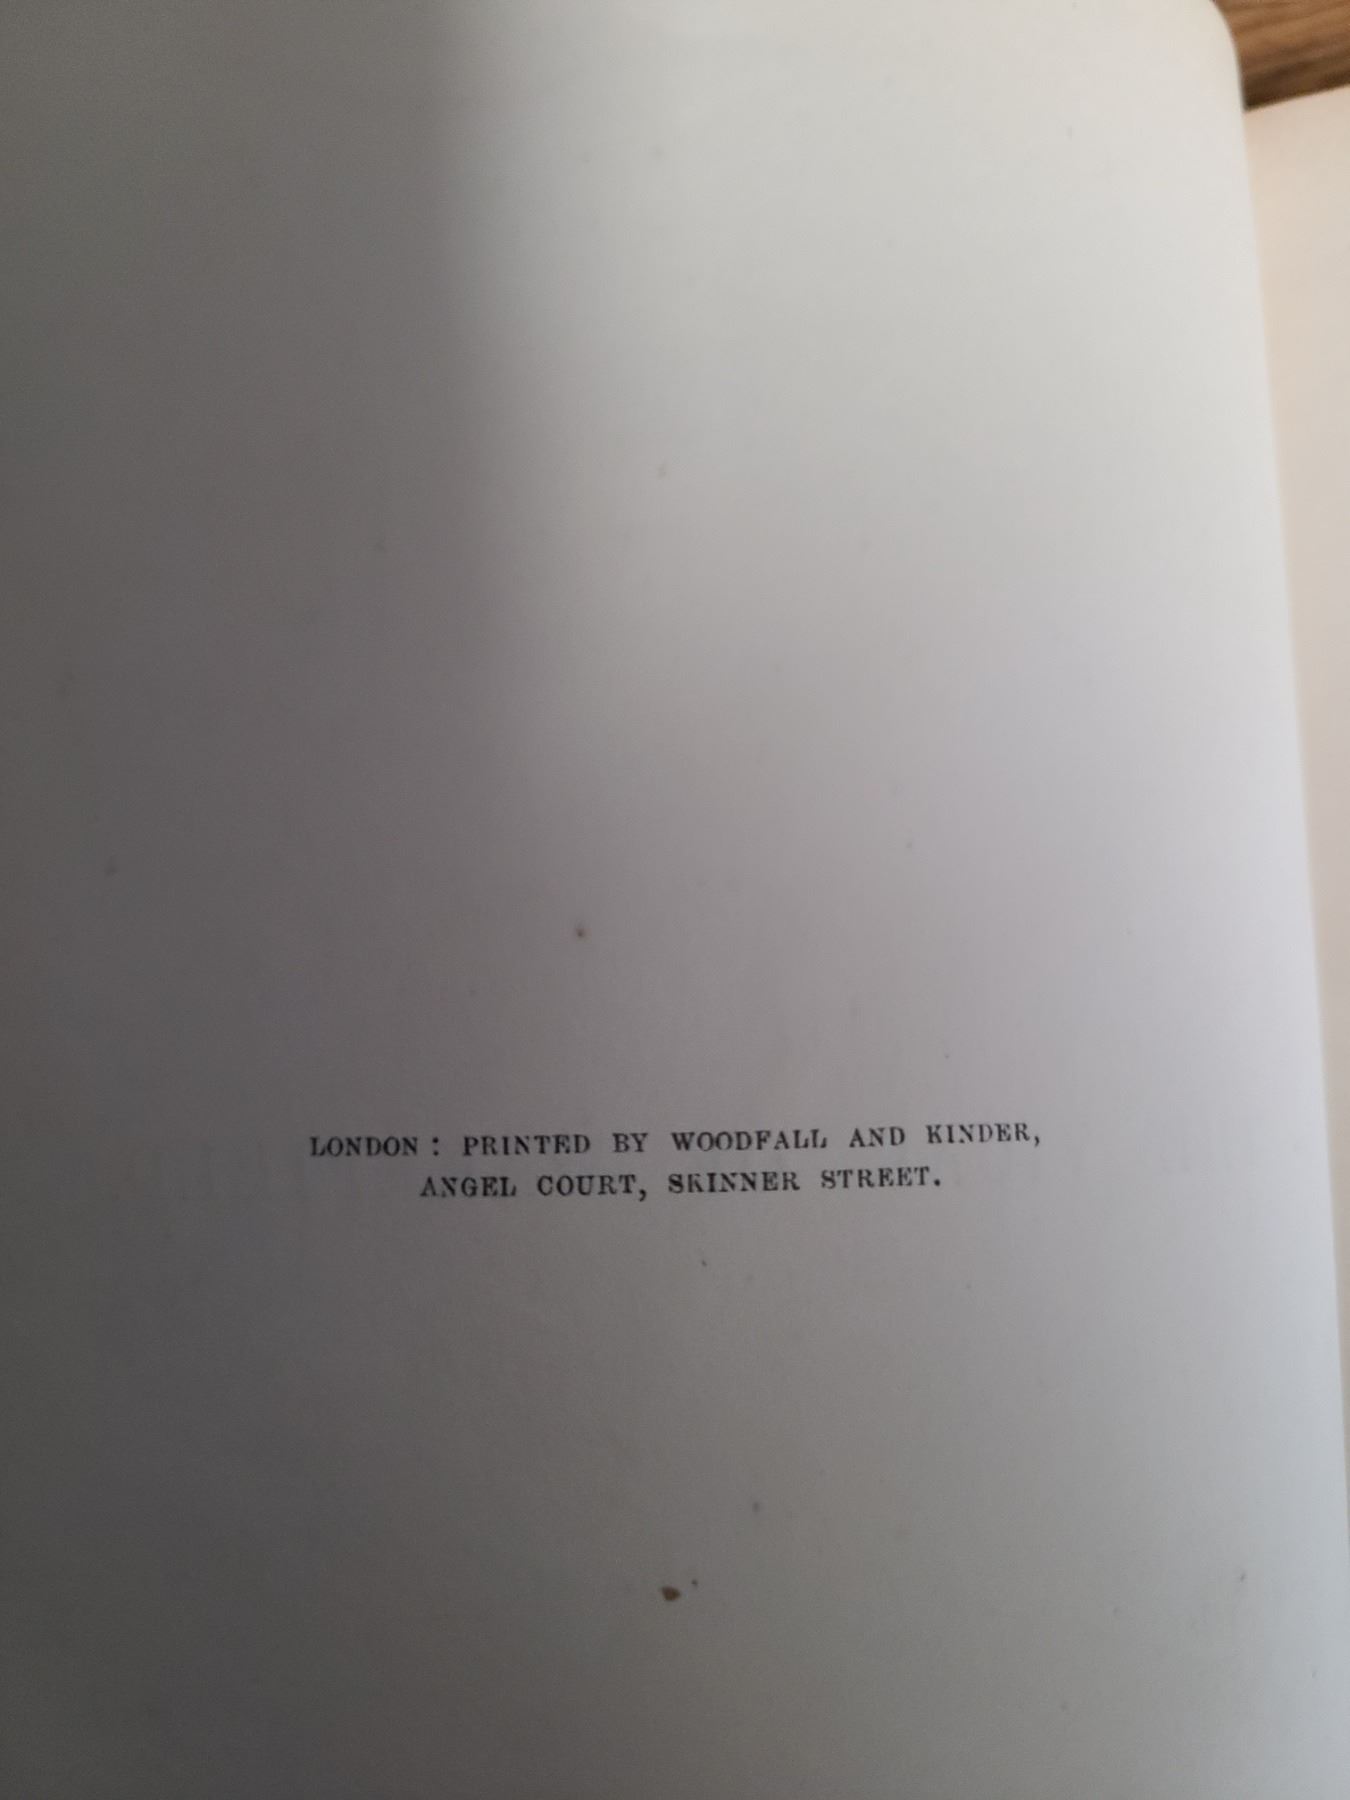 LONDON: PRINTED BY WOODFALL AND KINDER,
ANGEL COURT, SKINNER STREET.